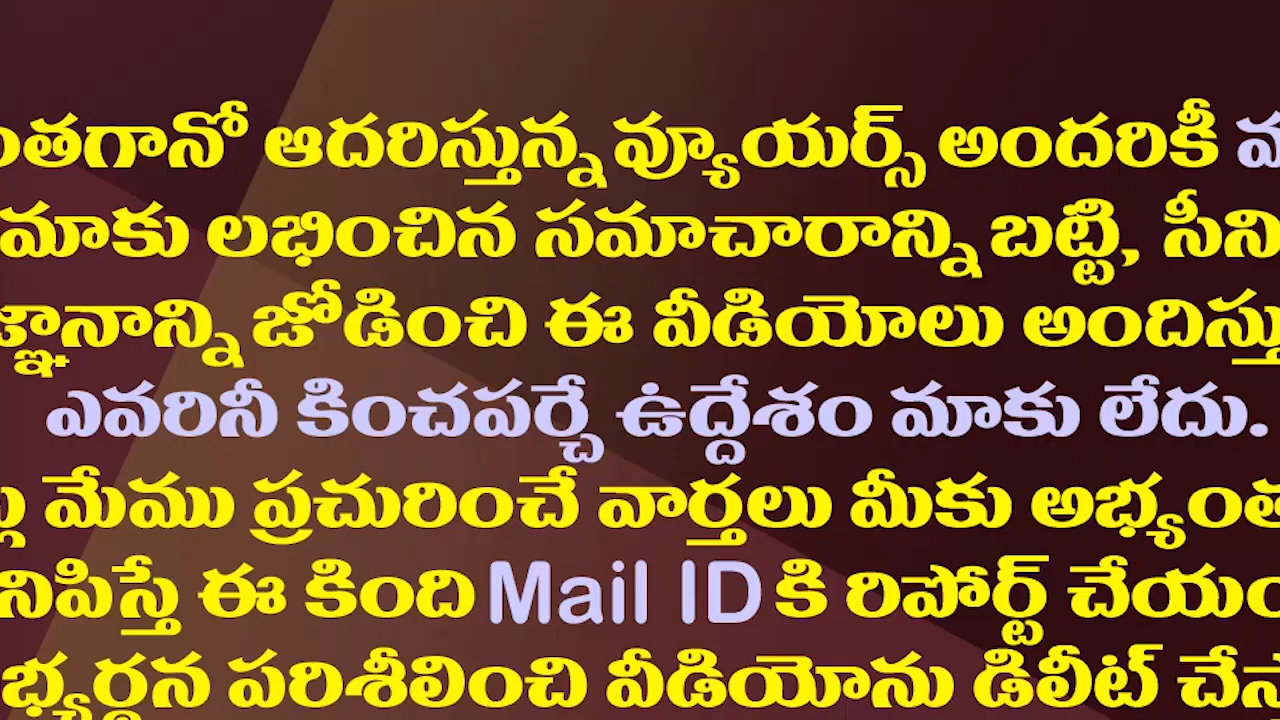 ంతగానో ఆదరిస్తున్న వ్యూయర్స్ అందరికీ
మాకు లభించిన సమాచారాన్ని బట్టి, సీని
జ్ఞానాన్ని జోడించి ఈ వీడియోలు అందిస్తు
ఎవరినీ కించపర్చే ఉద్దేశం మాకు లేదు.
మేము ప్రచురించే వార్తలు మీకు అభ్యంత
నిపిస్తే ఈ కింది Mail ID కి రిపోర్ట్ చేయం
భ్యర్థన పరిశీలించి వీడియోను డిలీట్ చేస